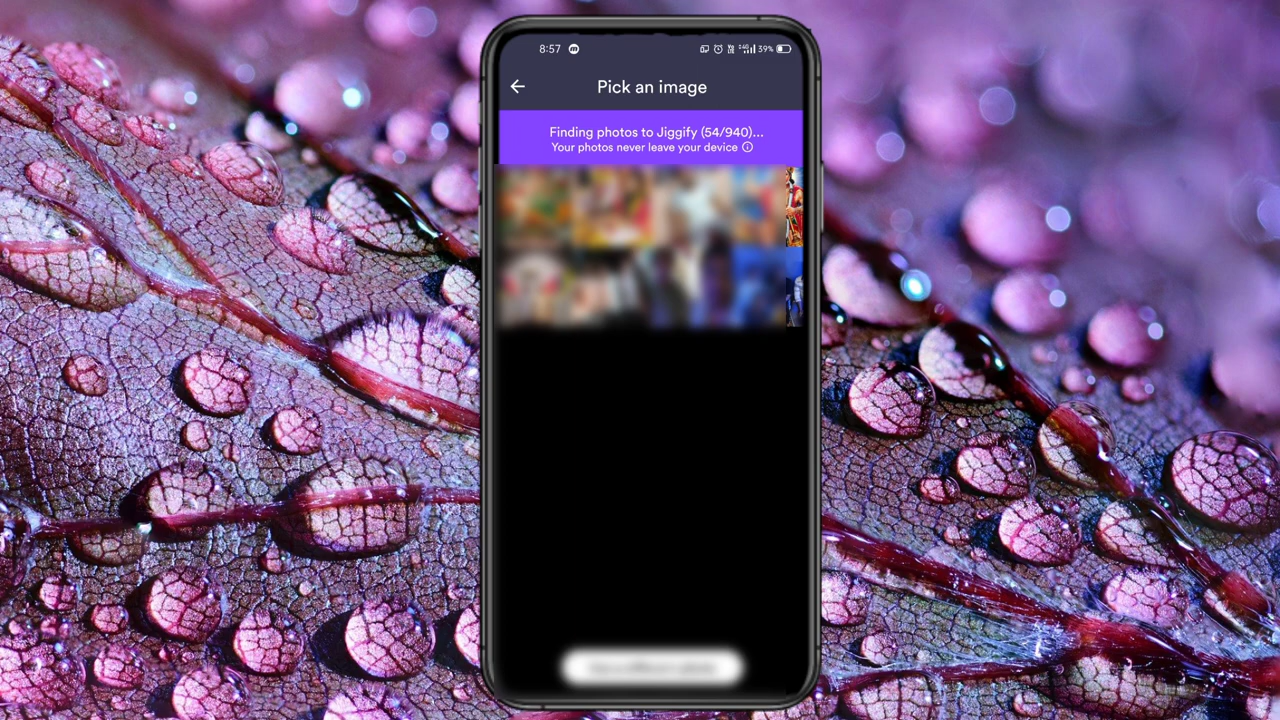 8:57 39%
Pick an image
Finding photos to Jiggify (54/940)...
Your photos never leave your device